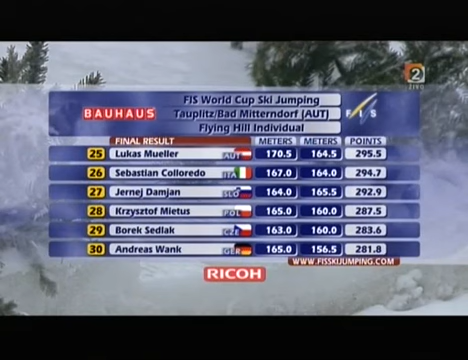 2
BAUHAUS
FIS World Cup Ski Jumping
Tauplitz/Bad Mitterndorf (AUT)
Flying Hill Individual
FIS
FINAL RESULT METERS METERS POINTS
25 Lukas Mueller AUT 170.5 164.5 295.5
26 Sebastian Colloredo ITA 167.0 164.0 294.7
27 Jernej Damjan SLO 164.0 165.5 292.9
28 Krzysztof Mietus POL 165.0 160.0 287.5
29 Borek Sedlak CZE 163.0 160.0 283.6
30 Andreas Wank GER 165.0 156.5 281.8
WWW.FISSKIJUMPING.COM
RICOH